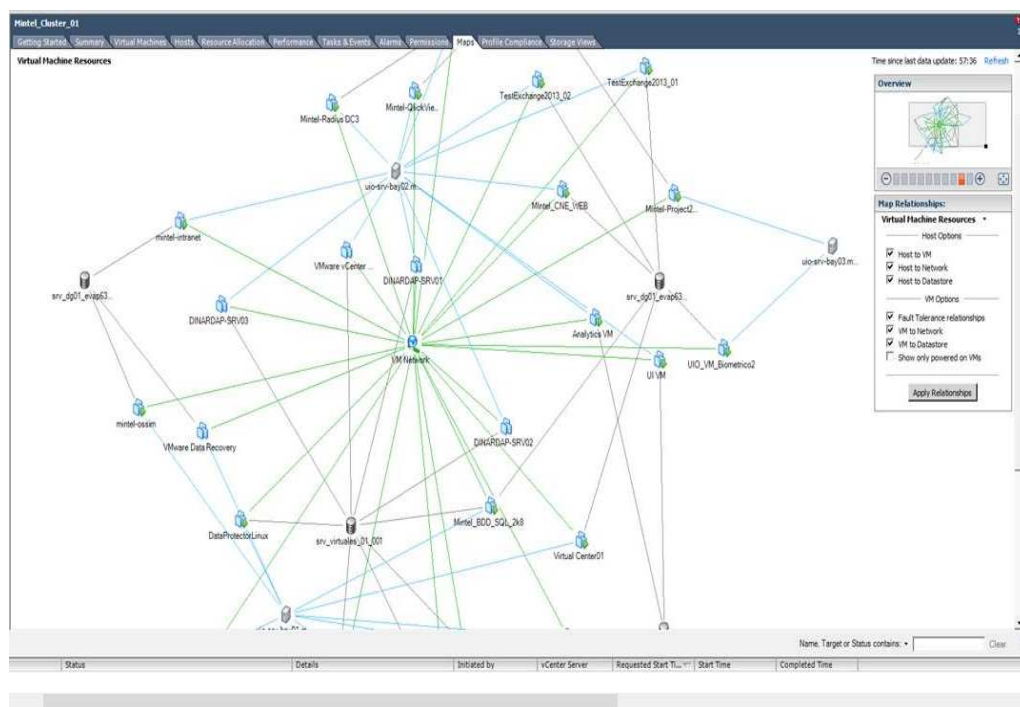 Mintel_Cluster_01
Getting Started Summary Virtual Machines Hosts Resource Allocation Performance Tasks & Events Alarms Permissions Maps Profile Compliance Storage Views
Virtual Machine Resources
Time since last data update: 57:36 Refresh
Overview
TestExchange2013_01
TestExchange2013_02
Mintel-QlickVie...
Mintel-Radius DC3
uio-srv-bay02.m...
Mintel_CNE_WEB
Mintel-Project2...
mintel-intranet
uio-srv-bay03.m...
VMware vCenter ...
DINARDAP-SRV01
srv_dg01_evap63...
srv_dg01_evap63...
DINARDAP-SRV03
Analytics VM
VM Network
UI VM
UIO_VM_Biometrico2
mintel-ossim
VMware Data Recovery
DINARDAP-SRV02
DataProtectorLinux
srv_virtuales_01_001
Mintel_BDD_SQL_2k8
Virtual Center01
Map Relationships:
Virtual Machine Resources
Host Options
Host to VM
Host to Network
Host to Datastore
VM Options
Fault Tolerance relationships
VM to Network
VM to Datastore
Show only powered on VMs
Apply Relationships
Name, Target or Status contains:
Clear
Status Details Initiated by vCenter Server Requested Start Ti... Start Time Completed Time